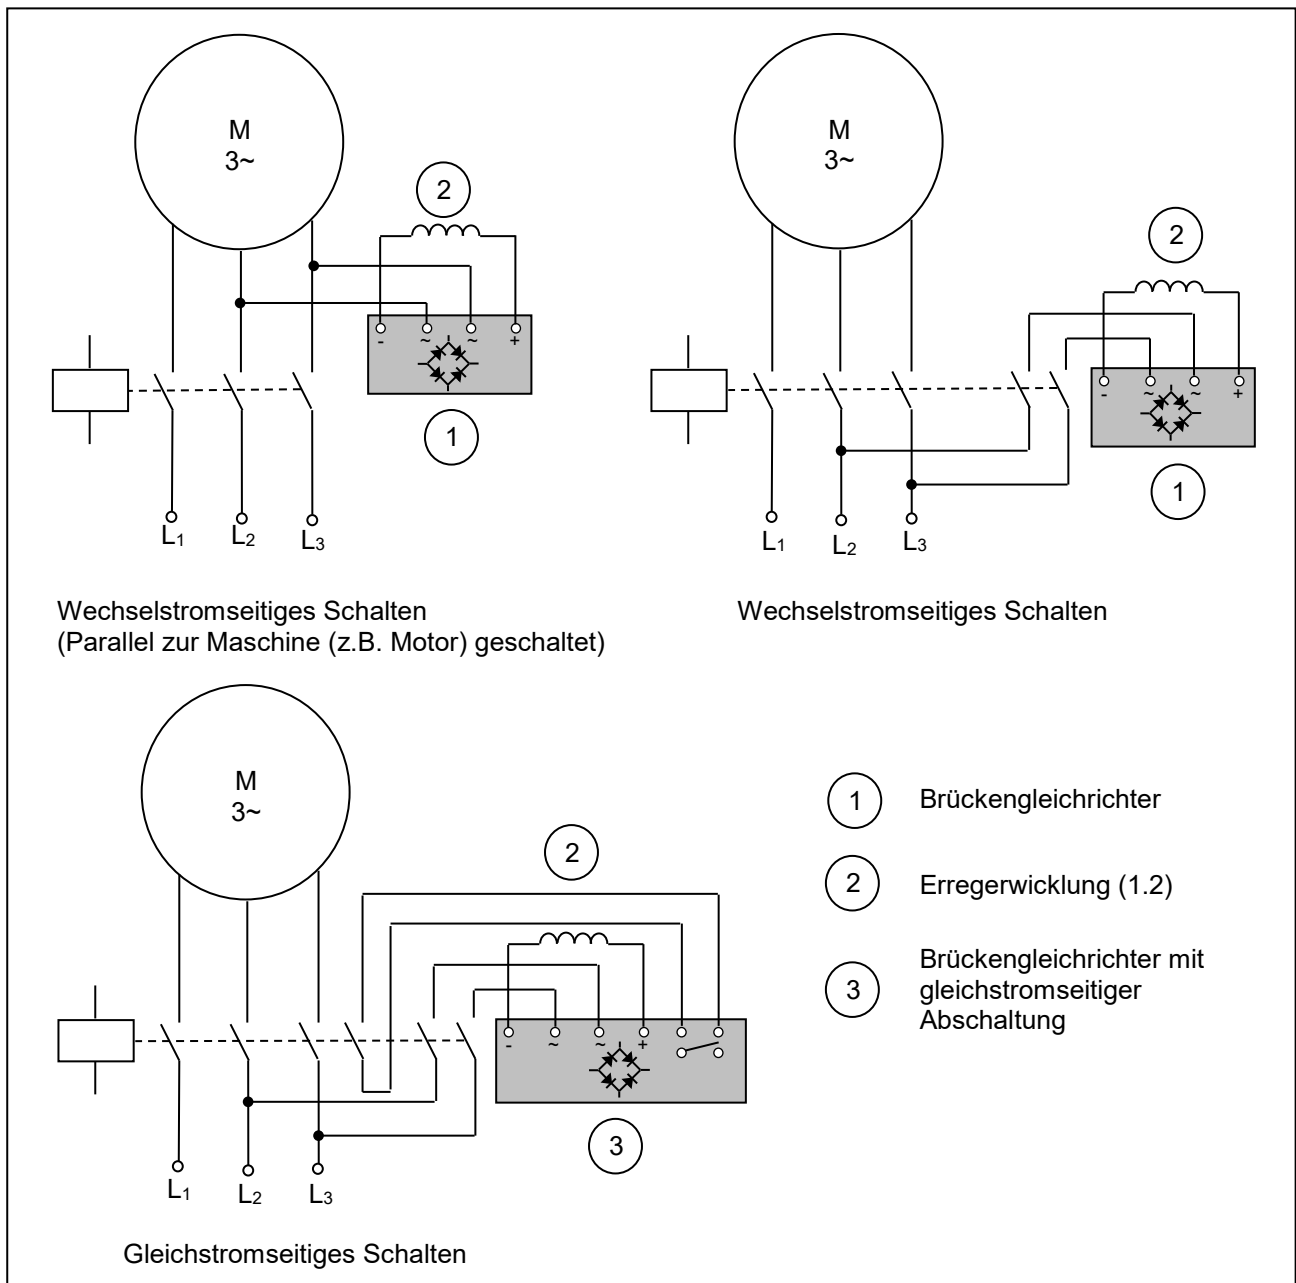 M
3~
2
- ~ ~ +
1
L1 L2 L3
Wechselstromseitiges Schalten
(Parallel zur Maschine (z.B. Motor) geschaltet)
M
3~
2
- ~ ~ +
1
L1 L2 L3
Wechselstromseitiges Schalten
M
3~
2
- ~ ~ +
3
L1 L2 L3
Gleichstromseitiges Schalten
1 Brückengleichrichter
2 Erregerwicklung (1.2)
3 Brückengleichrichter mit
gleichstromseitiger
Abschaltung